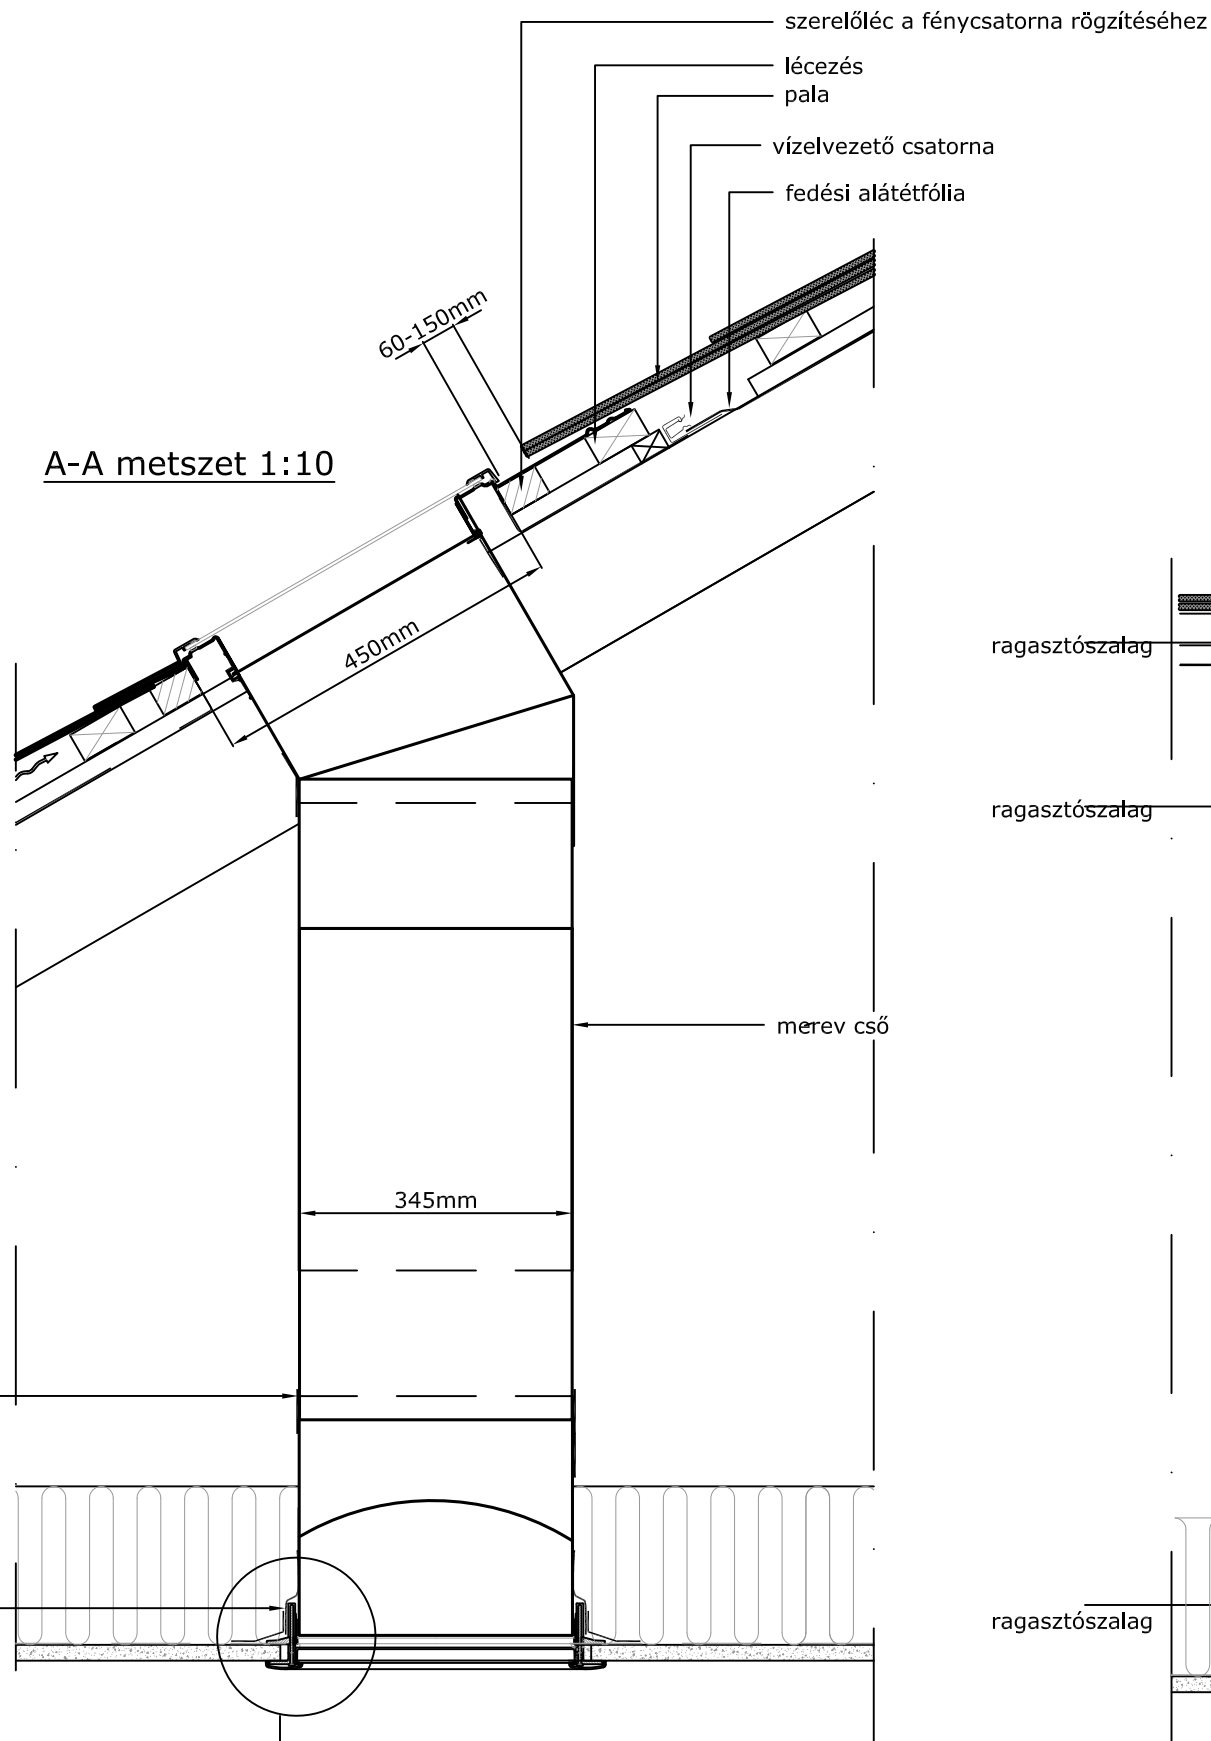 szerelőléc a fénycsatorna rögzítéséhez
lécezés
pala
vízelvezető csatorna
fedési alátétfólia
60-150mm
A-A metszet 1:10
450mm
ragasztószalag
ragasztószalag
merev cső
345mm
ragasztószalag